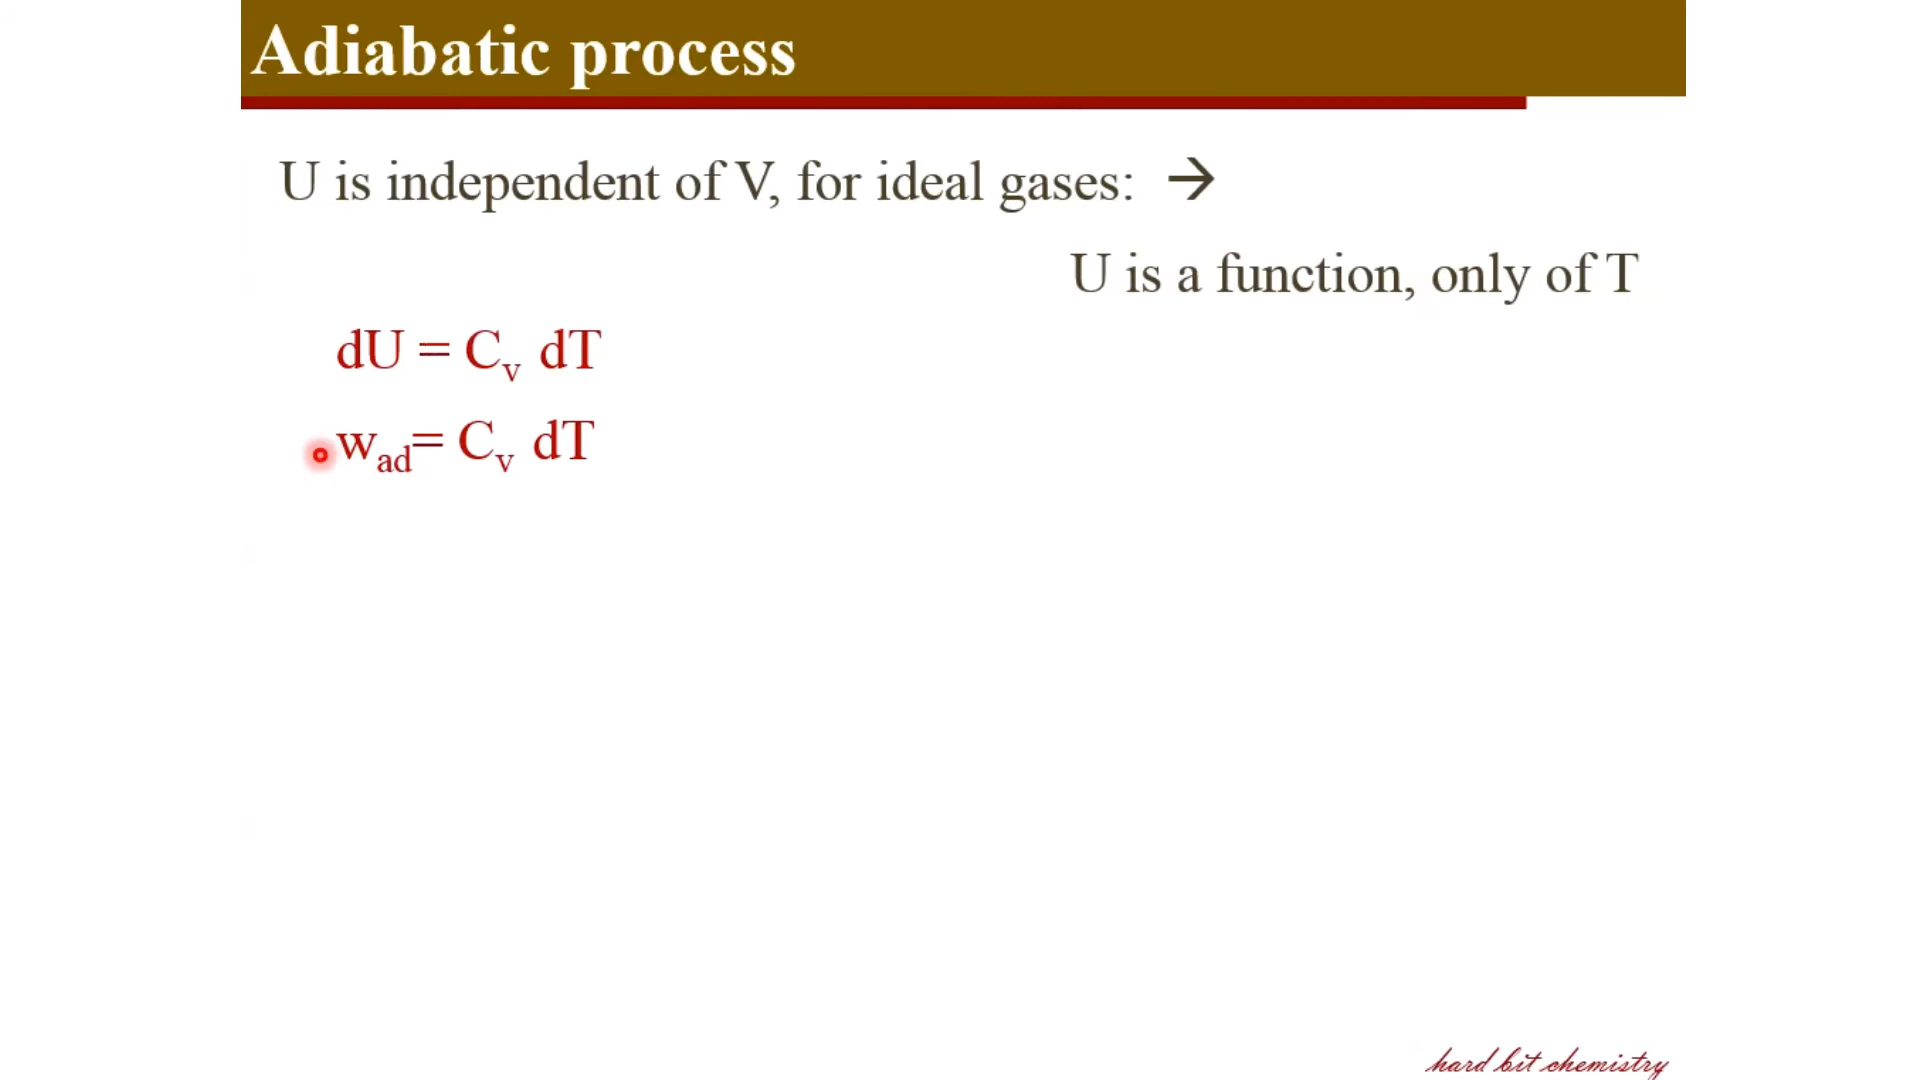 Adiabatic process
U is independent of V, for ideal gases: →
U is a function, only of T
dU = Cᵥ dT
w_ad= Cᵥ dT
hard bit chemistry